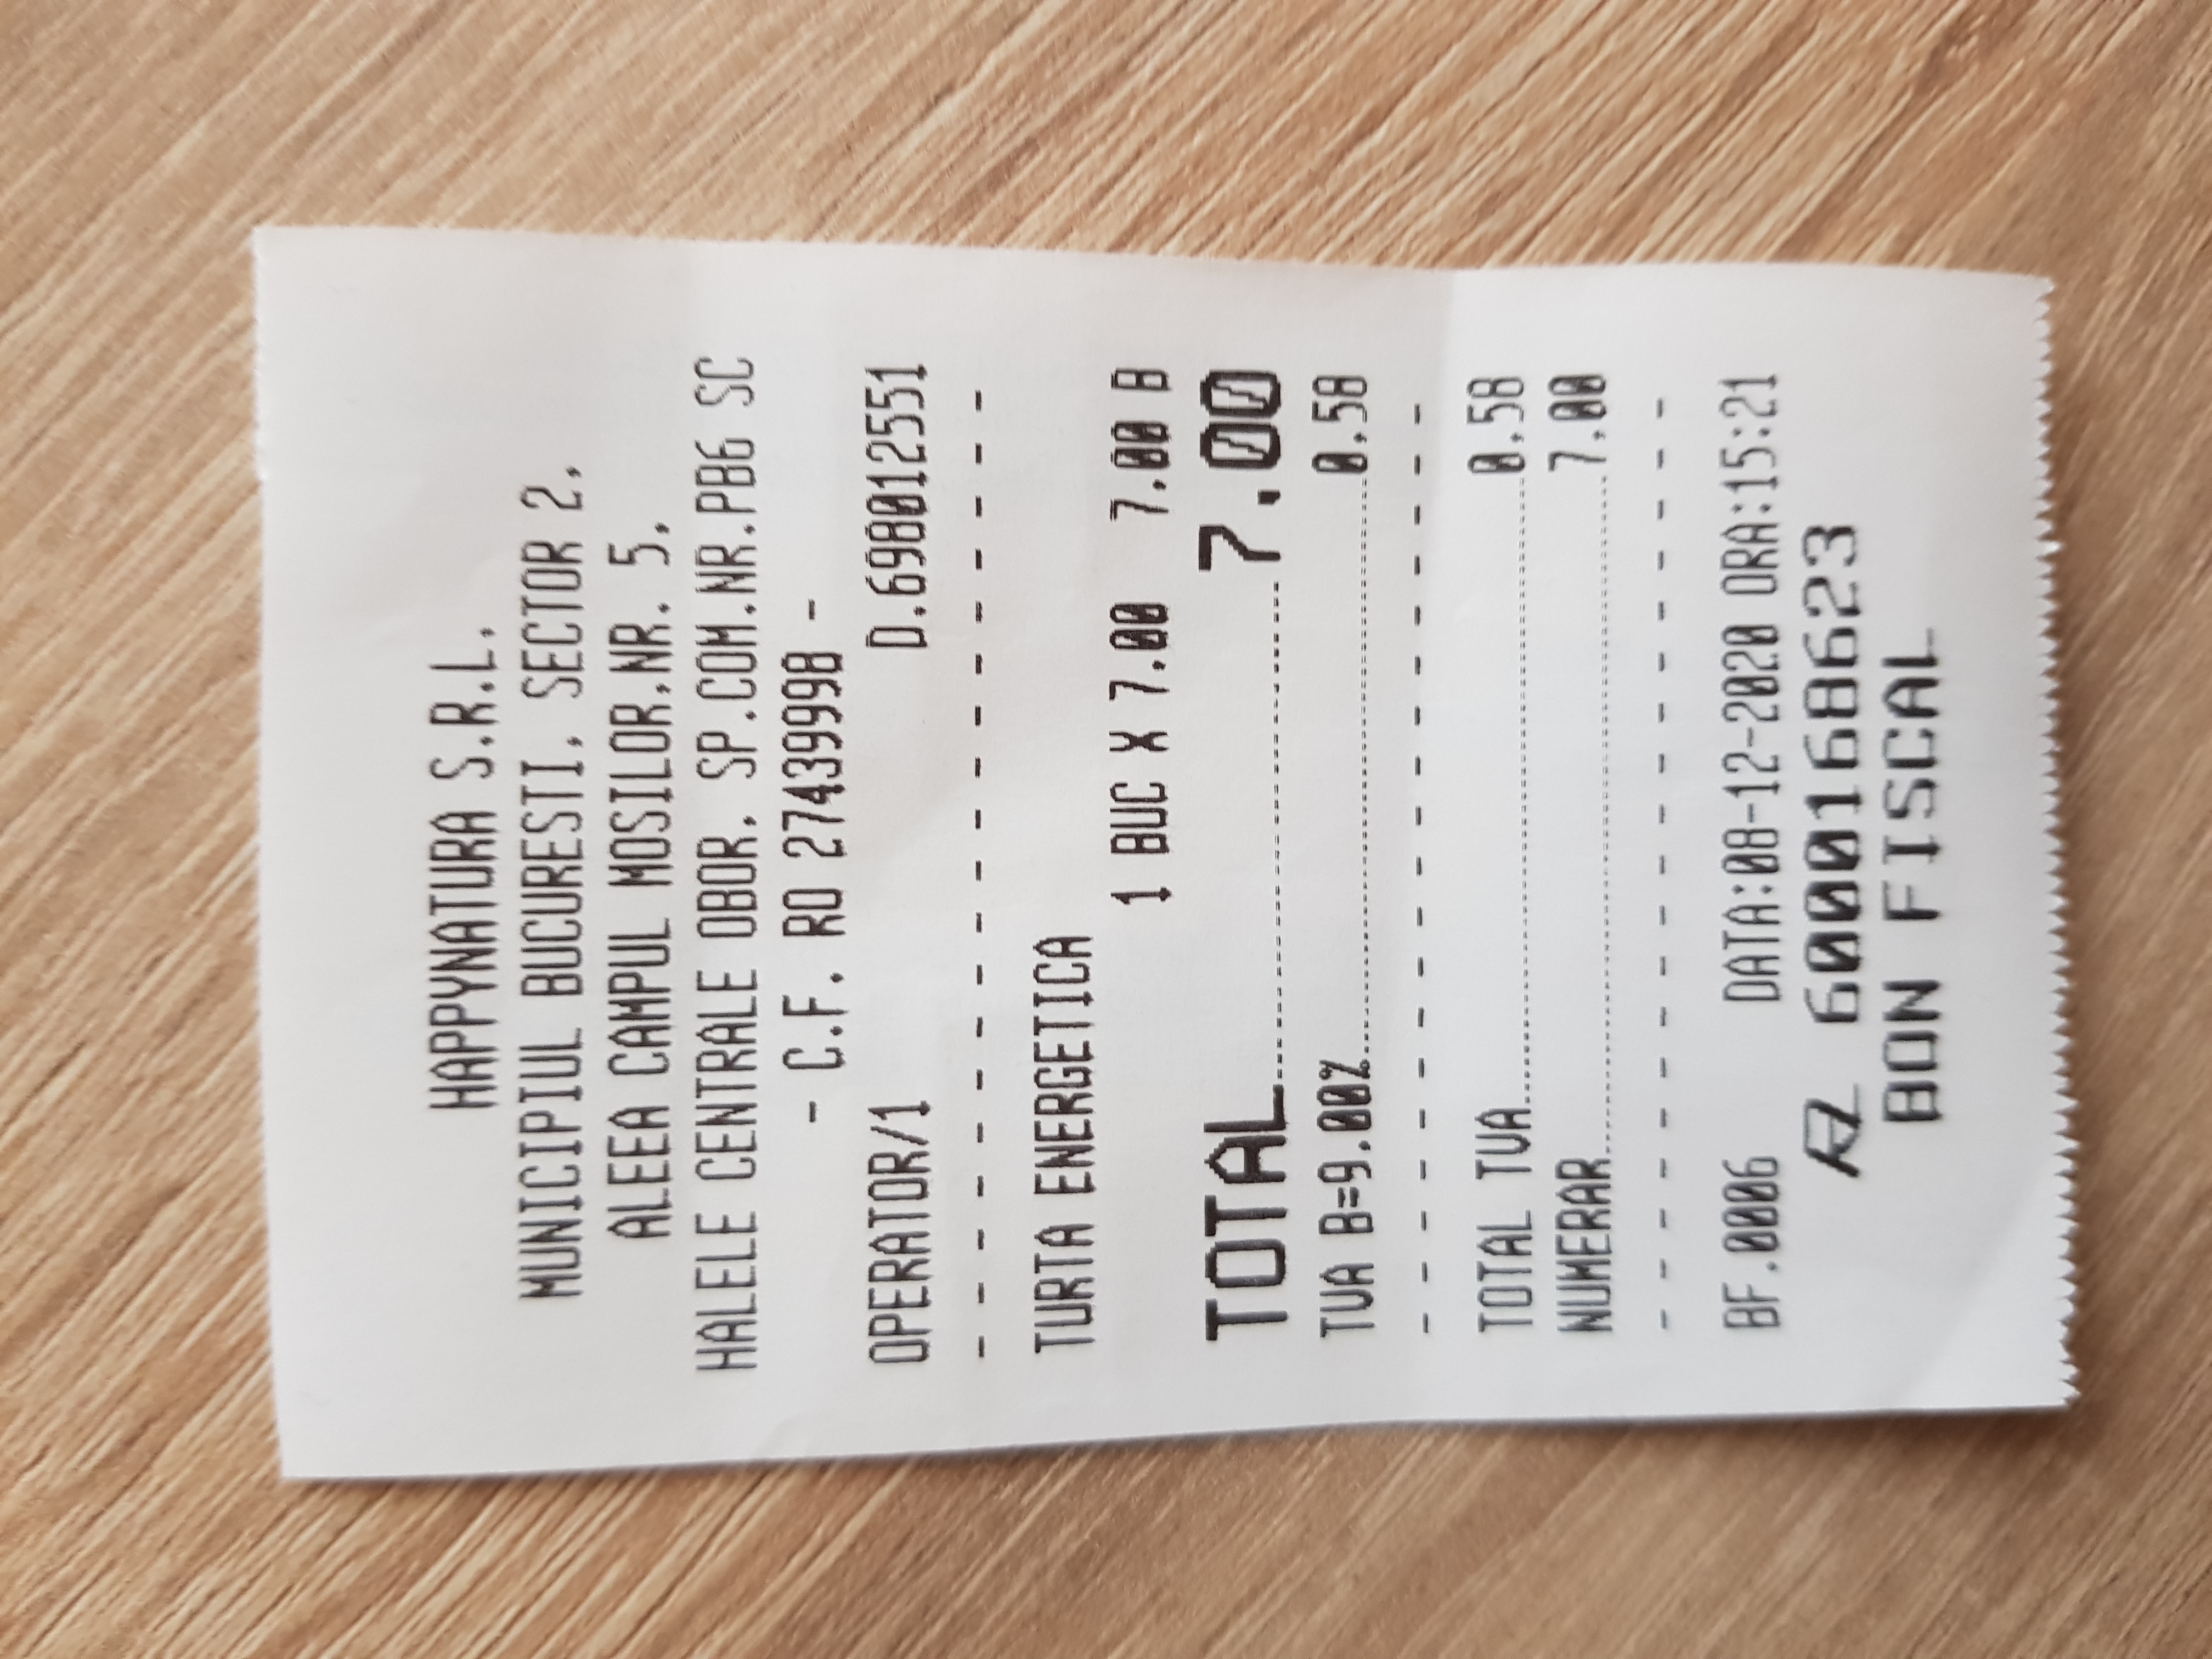 HAPPYNATURA S.R.L.
MUNICIPIUL BUCURESTI, SECTOR 2,
ALEEA CAMPUL MOSILOR,NR. 5,
HALELE CENTRALE OBOR, SP.COM.NR.PB6 SC
- C.F. RO 27439998 -
OPERATOR/1 D.698012551
- - - - - - - - - - - - - - - - - - -
TURTA ENERGETICA
1 BUC X 7.00 7.00 B
TOTAL 7.00
TVA B=9.00% 0.58
- - - - - - - - - - - - - - - - - - -
TOTAL TVA 0.58
NUMERAR 7.00
- - - - - - - - - - - - - - - - - - -
BF.0006 DATA:08-12-2020 ORA:15:21
6000168623
BON FISCAL